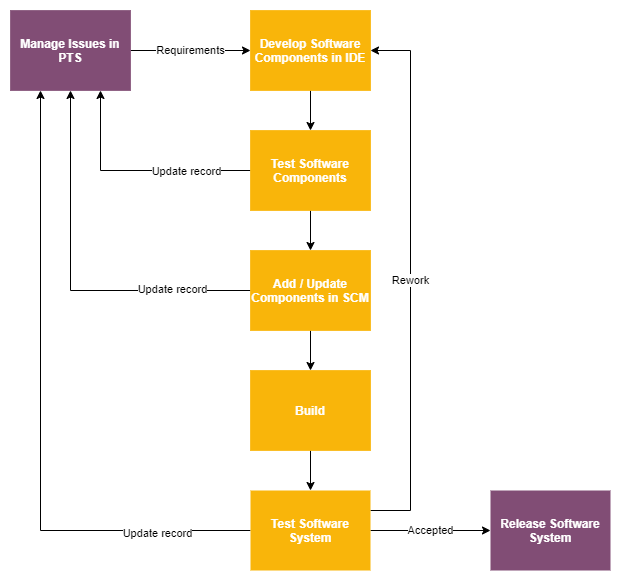 Manage Issues in
PTS
Requirements
Develop Software
Components in IDE
Update record
Test Software
Components
Update record
Add / Update
Components in SCM
Rework
Build
Update record
Test Software
System
Accepted
Release Software
System